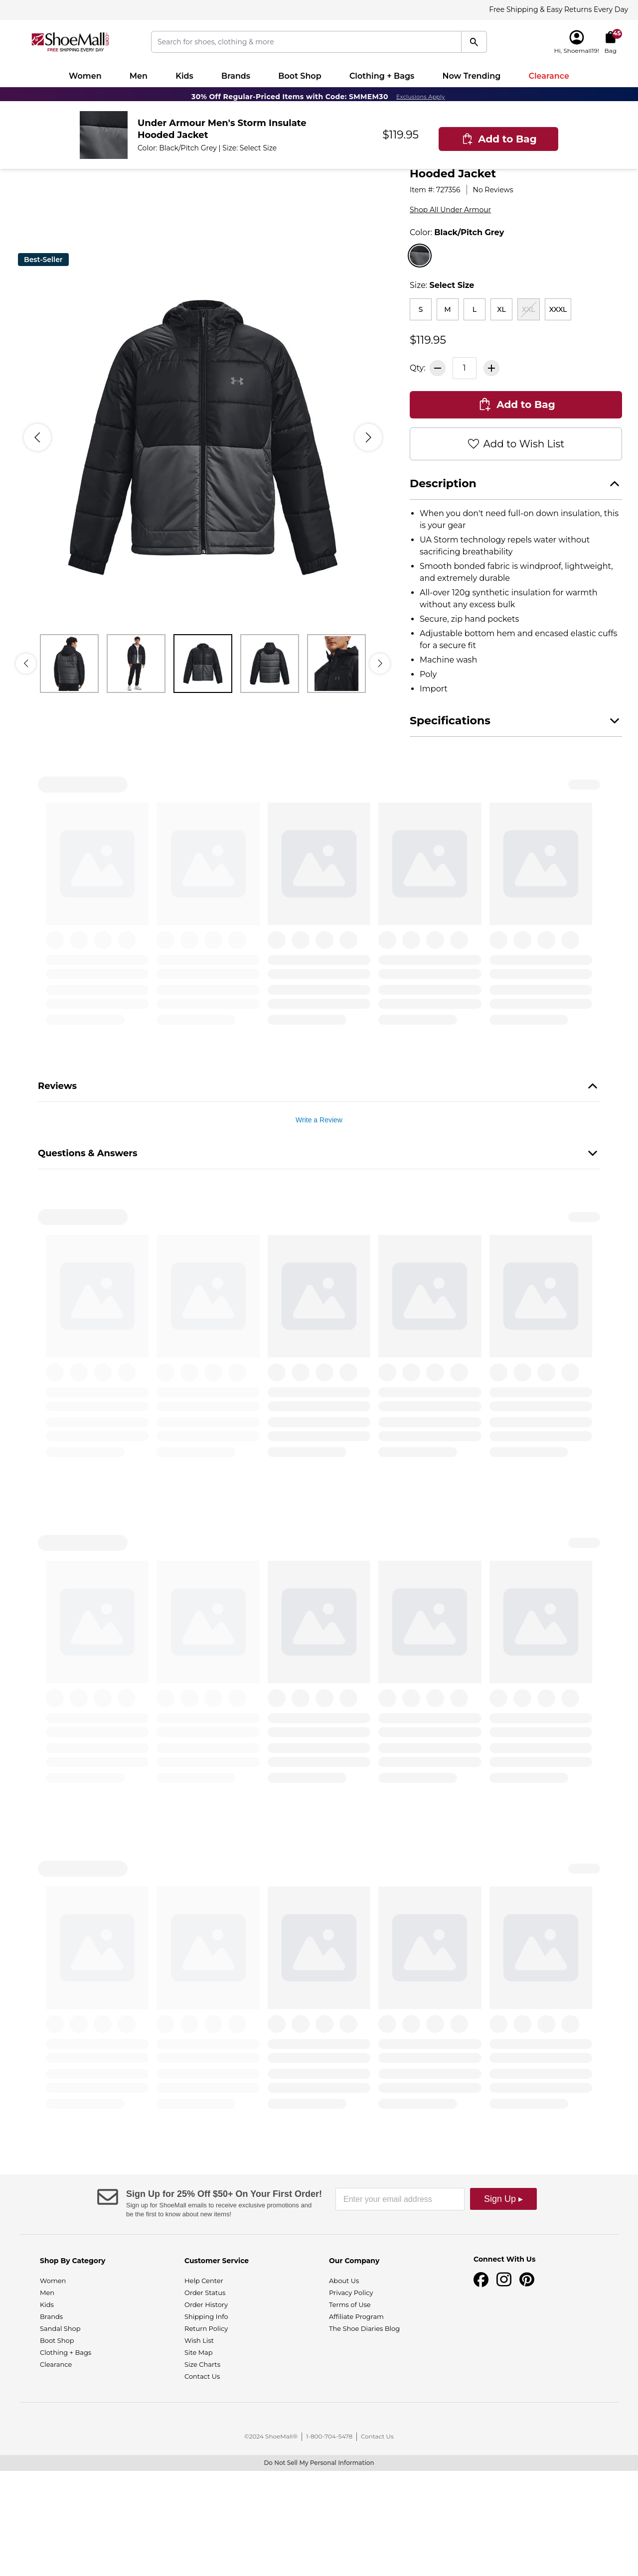 Free Shipping & Easy Returns Every Day
ShoeMall
FREE SHIPPING EVERY DAY
Search for shoes, clothing & more
45
Hi, Shoemall19!
Bag
Women
Men
Kids
Brands
Boot Shop
Clothing + Bags
Now Trending
Clearance
30% Off Regular-Priced Items with Code: SMMEM30 Exclusions Apply
Under Armour Men's Storm Insulate
Hooded Jacket
Color: Black/Pitch Grey | Size: Select Size
$119.95
Add to Bag
Hooded Jacket
Item #: 727356
No Reviews
Shop All Under Armour
Color: Black/Pitch Grey
Best-Seller
Size: Select Size
S
M
L
XL
XXL
XXXL
$119.95
Qty:
1
Add to Bag
Add to Wish List
Description
• When you don't need full-on down insulation, this
is your gear
• UA Storm technology repels water without
sacrificing breathability
• Smooth bonded fabric is windproof, lightweight,
and extremely durable
• All-over 120g synthetic insulation for warmth
without any excess bulk
• Secure, zip hand pockets
• Adjustable bottom hem and encased elastic cuffs
for a secure fit
• Machine wash
• Poly
• Import
Specifications
Reviews
Write a Review
Questions & Answers
Sign Up for 25% Off $50+ On Your First Order!
Sign up for ShoeMall emails to receive exclusive promotions and
be the first to know about new items!
Enter your email address
Sign Up ▸
Shop By Category
Women
Men
Kids
Brands
Sandal Shop
Boot Shop
Clothing + Bags
Clearance
Customer Service
Help Center
Order Status
Order History
Shipping Info
Return Policy
Wish List
Site Map
Size Charts
Contact Us
Our Company
About Us
Privacy Policy
Terms of Use
Affiliate Program
The Shoe Diaries Blog
Connect With Us
©2024 ShoeMall®
1-800-704-5478
Contact Us
Do Not Sell My Personal Information